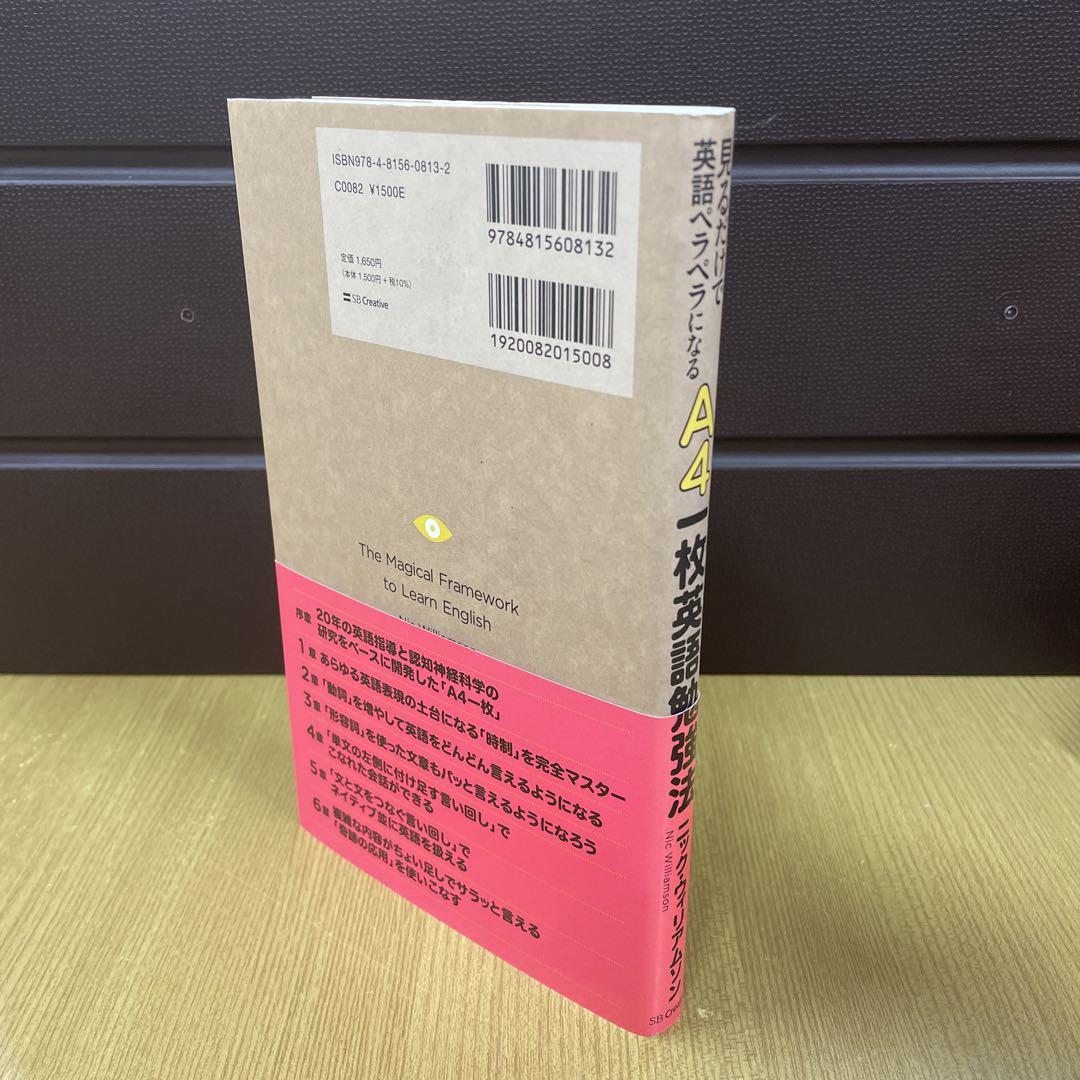 ISBN978-4-8156-0813-2
C0082 ¥1500E
9784815608132
定価 1,650円
(本体 1,500円 + 税10%)
SB Creative
1920082015008
The Magical Framework
to Learn English
序章 20年の英語指導と認知神経科学の
研究をベースに開発した「A4一枚」
1章 あらゆる英語表現の土台になる「時制」を完全マスター
2章 「動詞」を増やして英語をどんどん言えるようになる
3章 「形容詞」を使った文章もパッと言えるようになろう
4章 「単文の左側に付け足す言い回し」で
こなれた会話ができる
5章 「文と文をつなぐ言い回し」で
ネイティブ並に英語を扱える
6章 複雑な内容がちょい足しでサラッと言える
「奇跡の応用」を使いこなす
見るだけで
英語ペラペラになる
A4一枚英語勉強法
ニック・ウィリアムソン
Nic Williamson